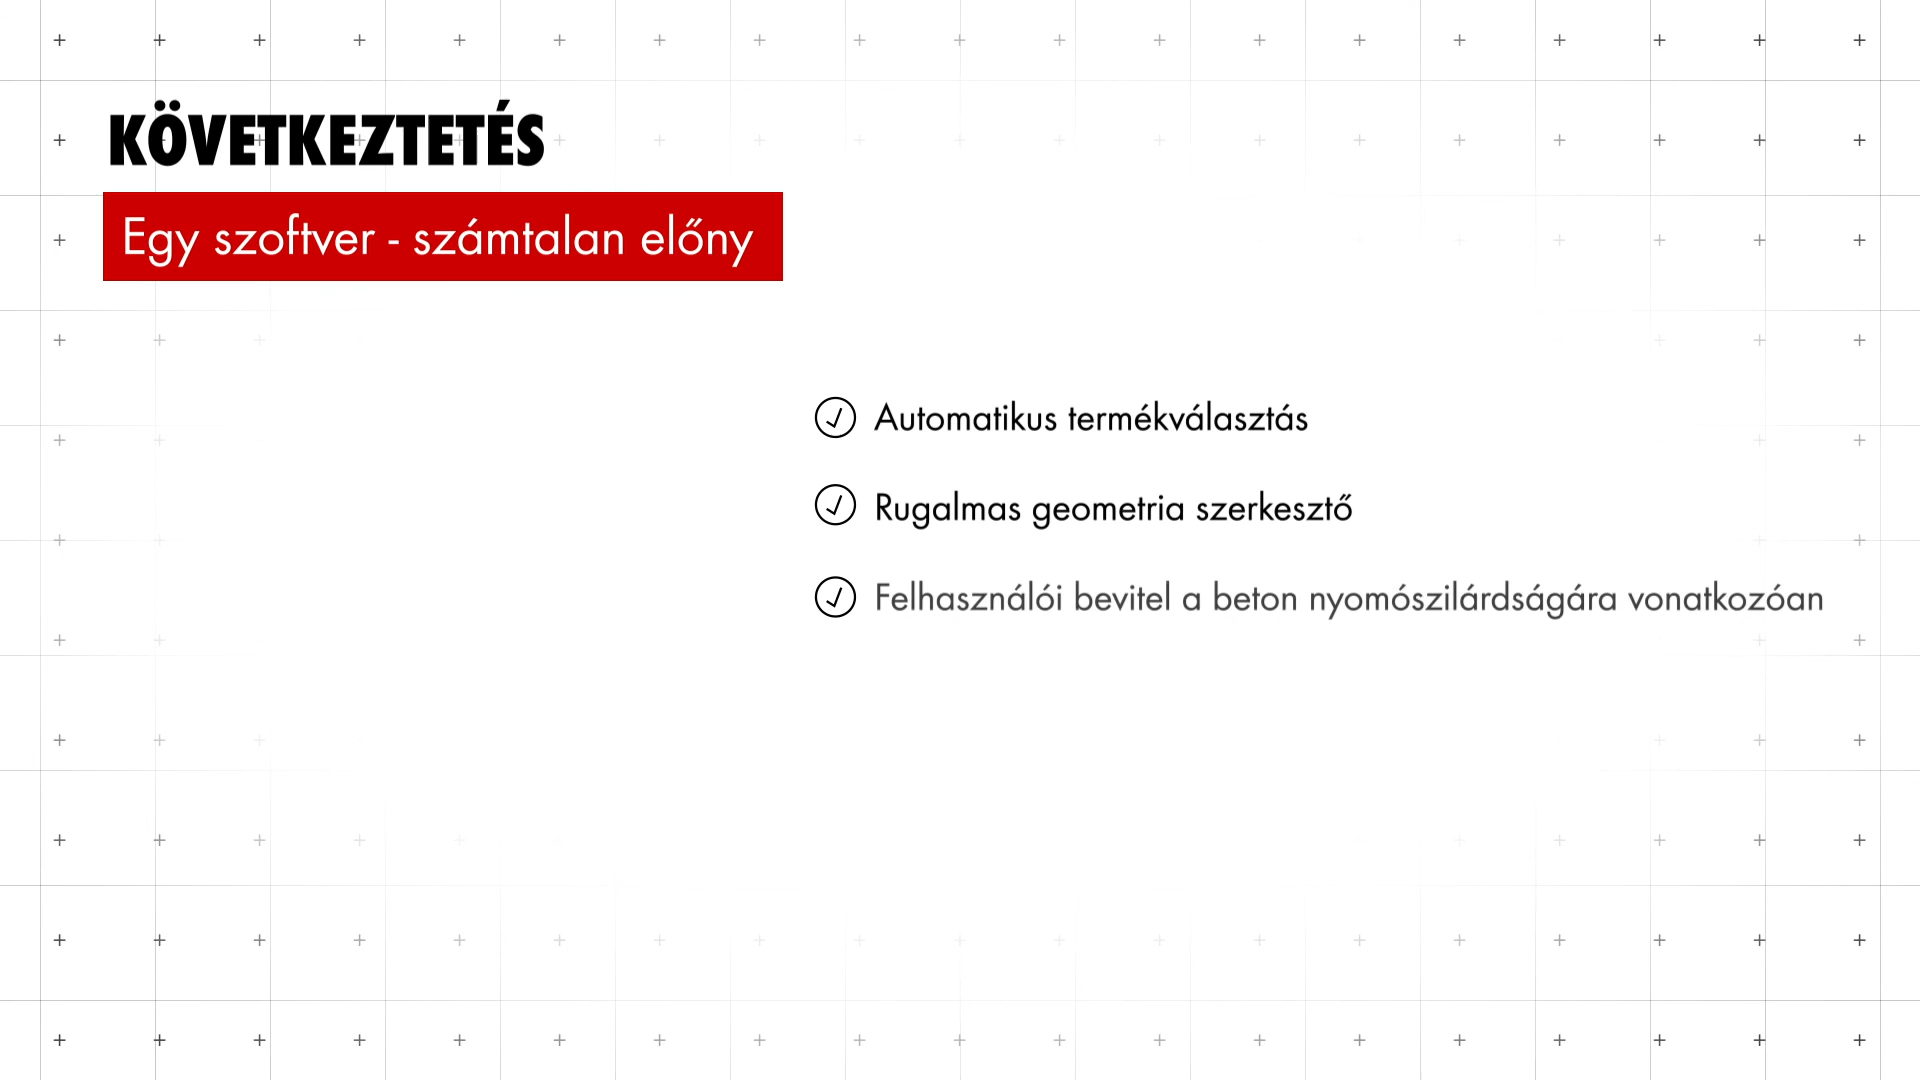 KÖVETKEZTETÉS
Egy szoftver - számtalan előny
Automatikus termékválasztás
Rugalmas geometria szerkesztő
Felhasználói bevitel a beton nyomószilárdságára vonatkozóan